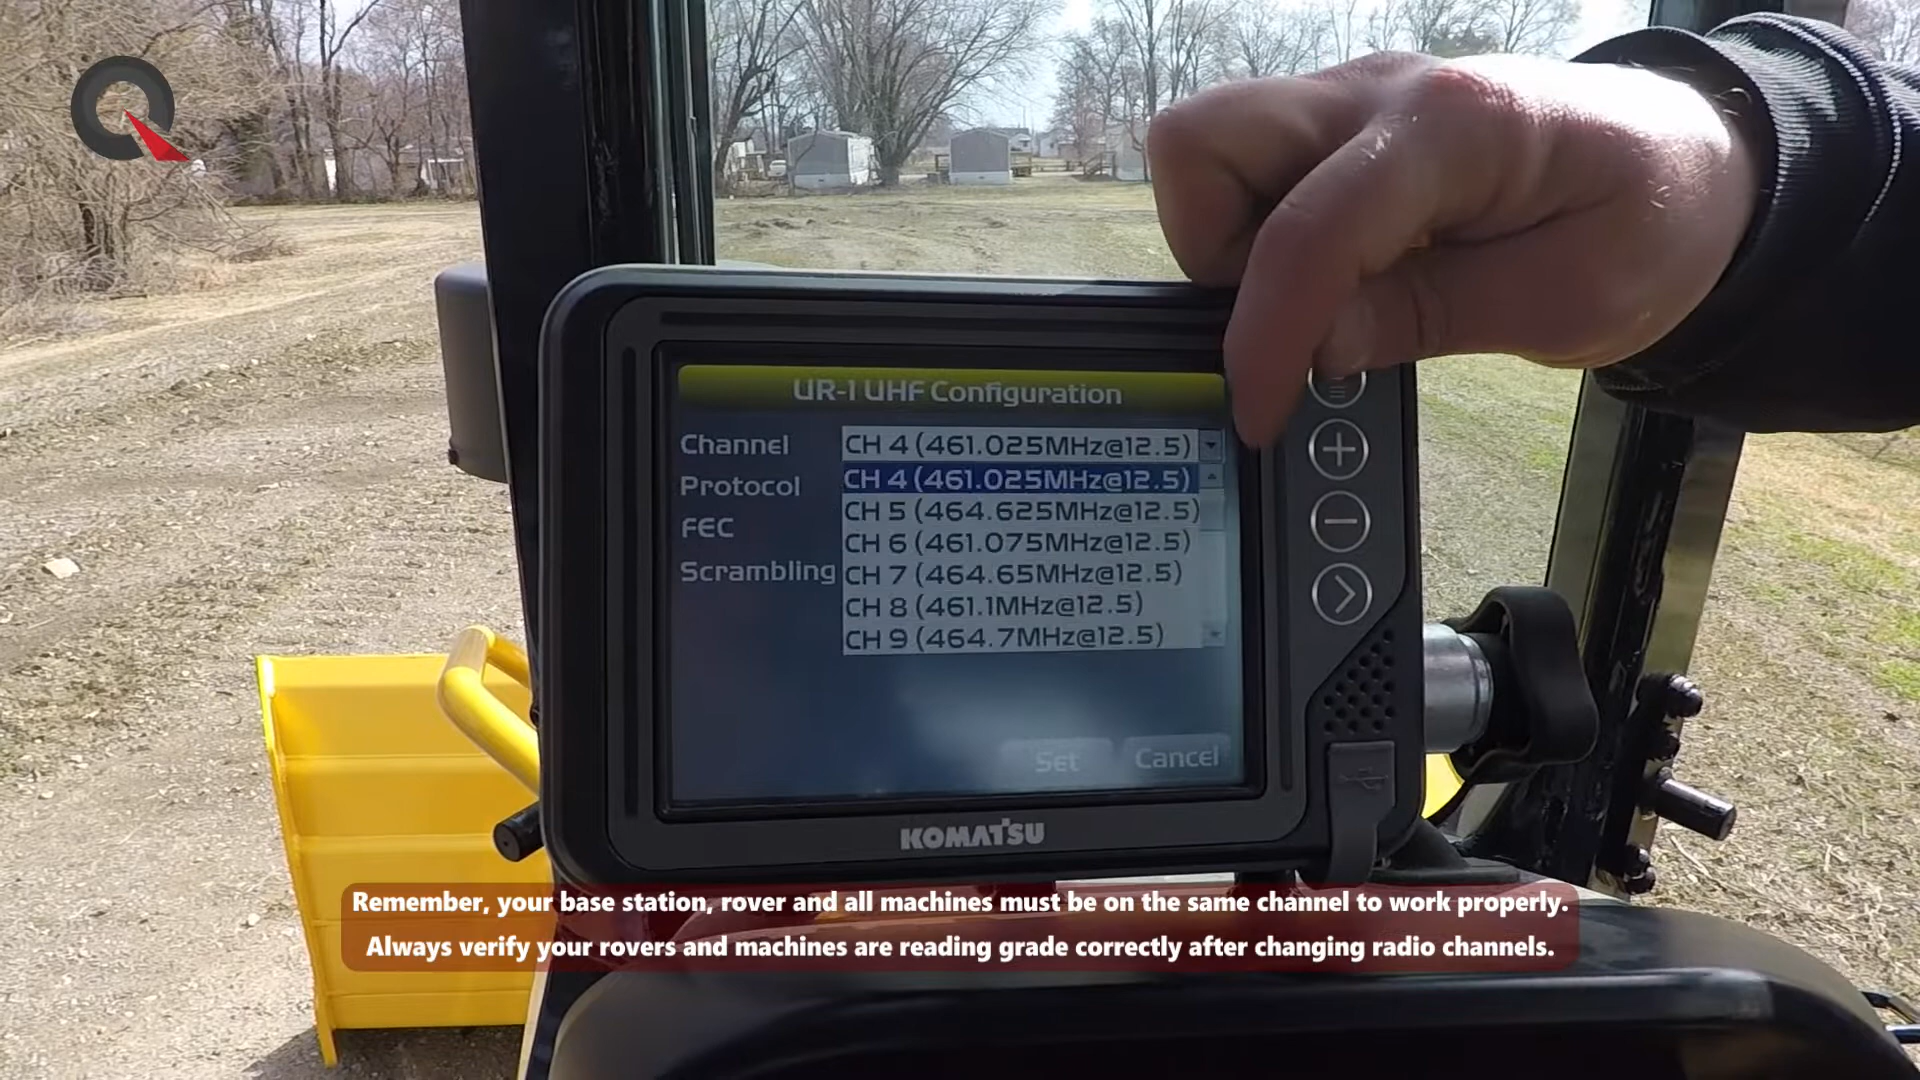 UR-1 UHF Configuration
Channel
CH 4 (461.025MHz@12.5)
CH 4 (461.025MHz@12.5)
Protocol
CH 5 (464.625MHz@12.5)
FEC
CH 6 (461.075MHz@12.5)
Scrambling
CH 7 (464.65MHz@12.5)
CH 8 (461.1MHz@12.5)
CH 9 (464.7MHz@12.5)
Set Cancel
KOMATSU
Remember, your base station, rover and all machines must be on the same channel to work properly.
Always verify your rovers and machines are reading grade correctly after changing radio channels.